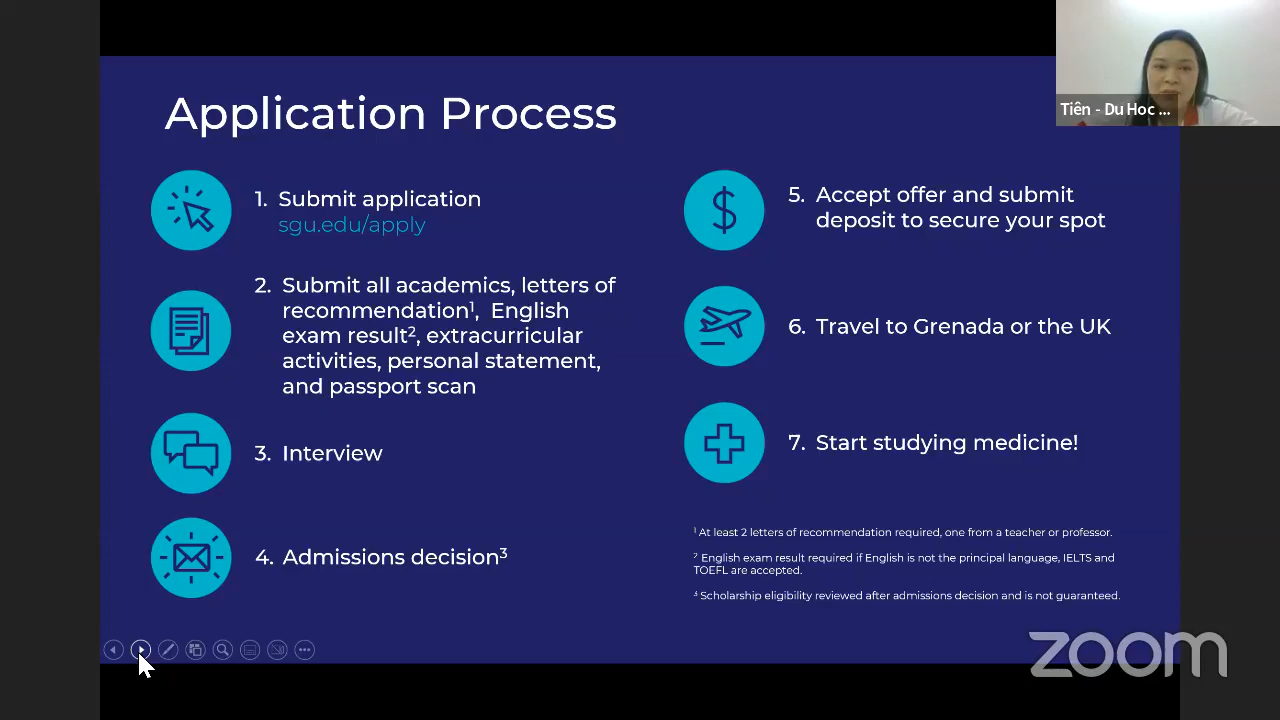 Application Process
1. Submit application
sgu.edu/apply
2. Submit all academics, letters of
recommendation¹, English
exam result², extracurricular
activities, personal statement,
and passport scan
3. Interview
4. Admissions decision³
5. Accept offer and submit
deposit to secure your spot
6. Travel to Grenada or the UK
7. Start studying medicine!
¹ At least 2 letters of recommendation required, one from a teacher or professor.
² English exam result required if English is not the principal language, IELTS and
TOEFL are accepted.
³ Scholarship eligibility reviewed after admissions decision and is not guaranteed.
Tiên - Du Hoc ...
zoom